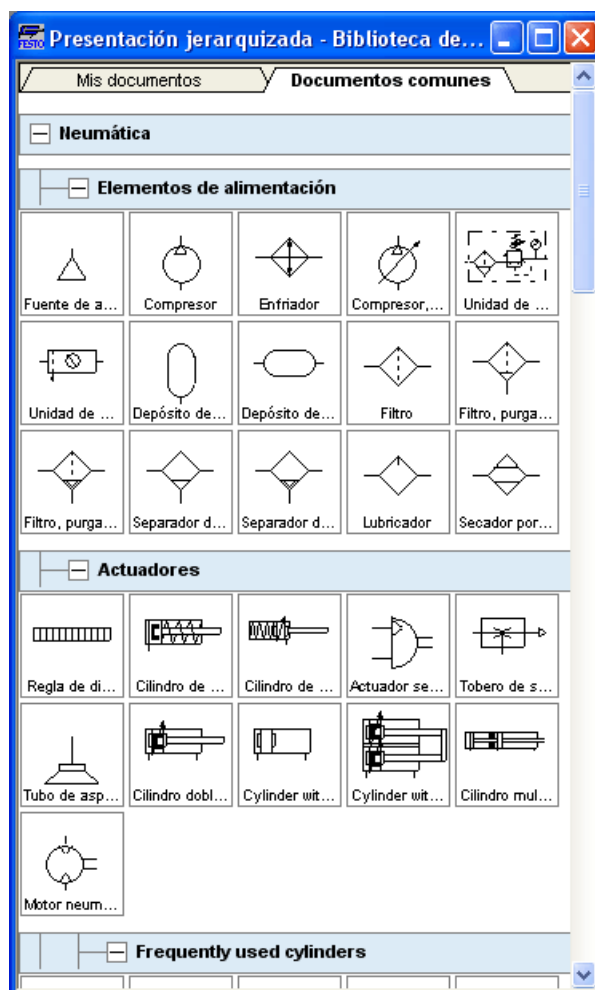 FESTO Presentación jerarquizada - Biblioteca de...
Mis documentos Documentos comunes
Neumática
Elementos de alimentación
Fuente de a... Compresor Enfriador Compresor,... Unidad de ...
Unidad de ... Depósito de... Depósito de... Filtro Filtro, purga...
Filtro, purga... Separador d... Separador d... Lubricador Secador por...
Actuadores
Regla de di... Cilindro de ... Cilindro de ... Actuador se... Tobero de s...
Tubo de asp... Cilindro dobl... Cylinder wit... Cylinder wit... Cilindro mul...
Motor neum...
Frequently used cylinders